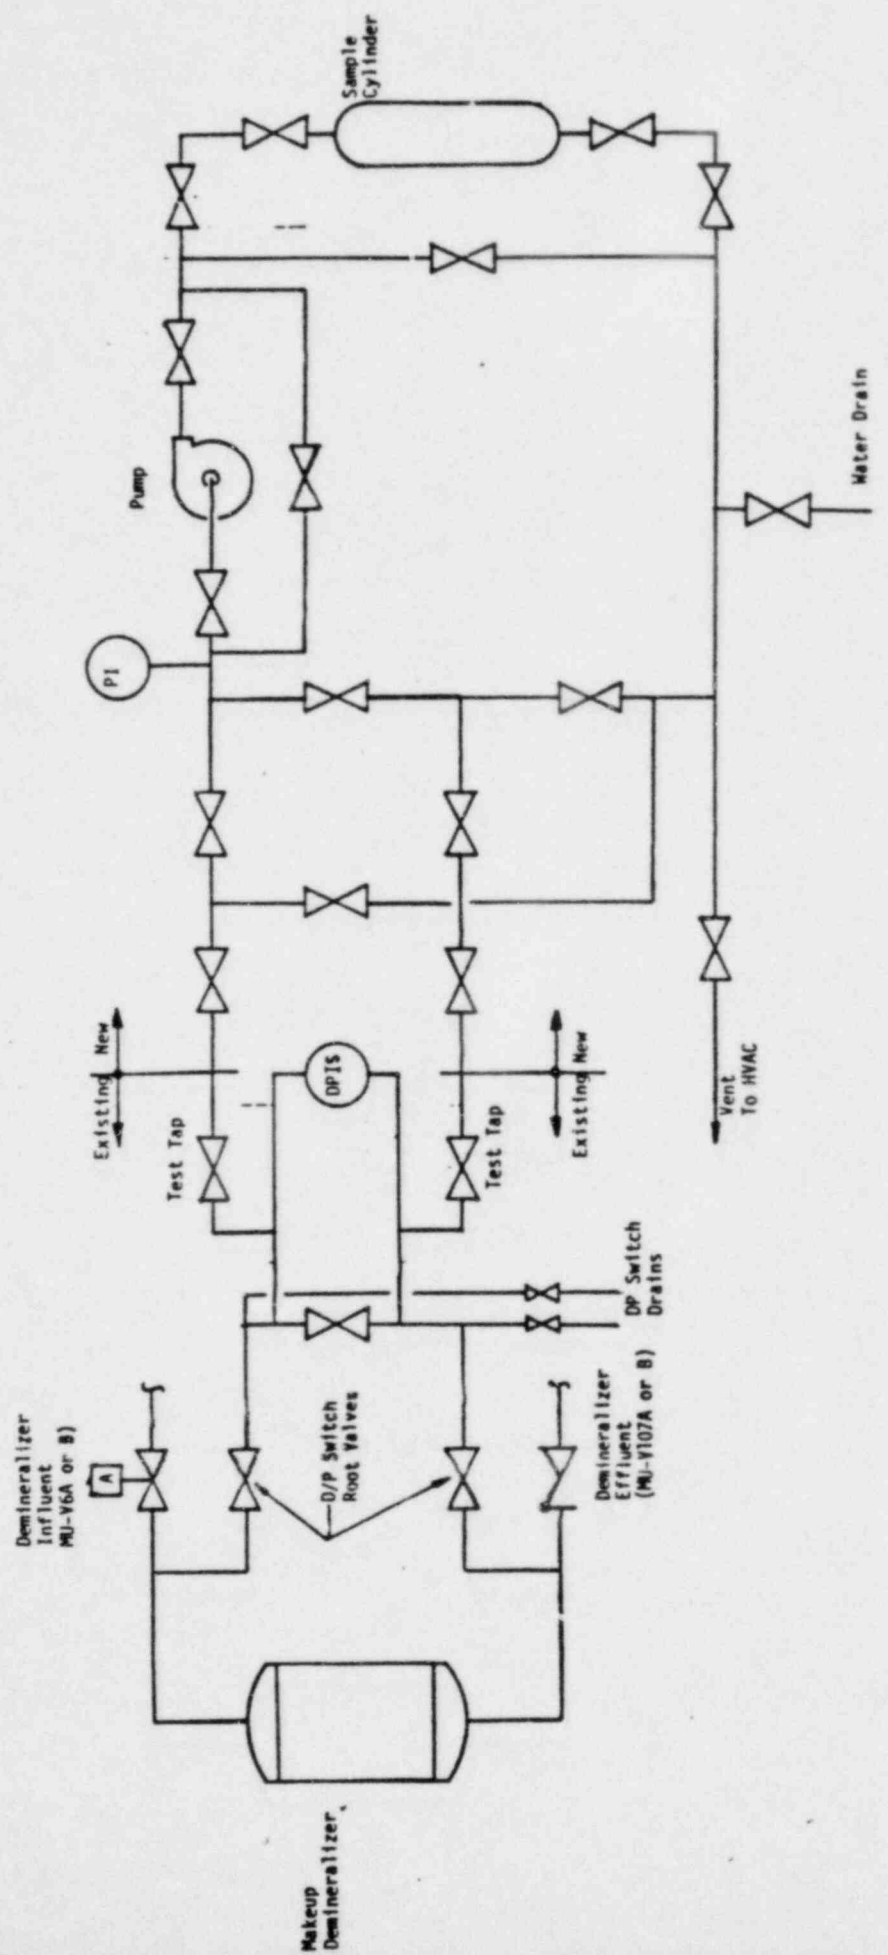 Sample
Cylinder
Pump
PI
Water Drain
Existing New
Test Tap
DPIS
Test Tap
Existing New
Vent
To HVAC
DP Switch
Drains
Demineralizer
Influent
MU-V6A or B)
A
D/P Switch
Root Valves
Demineralizer
Effluent
(MU-V107A or B)
Makeup
Demineralizer